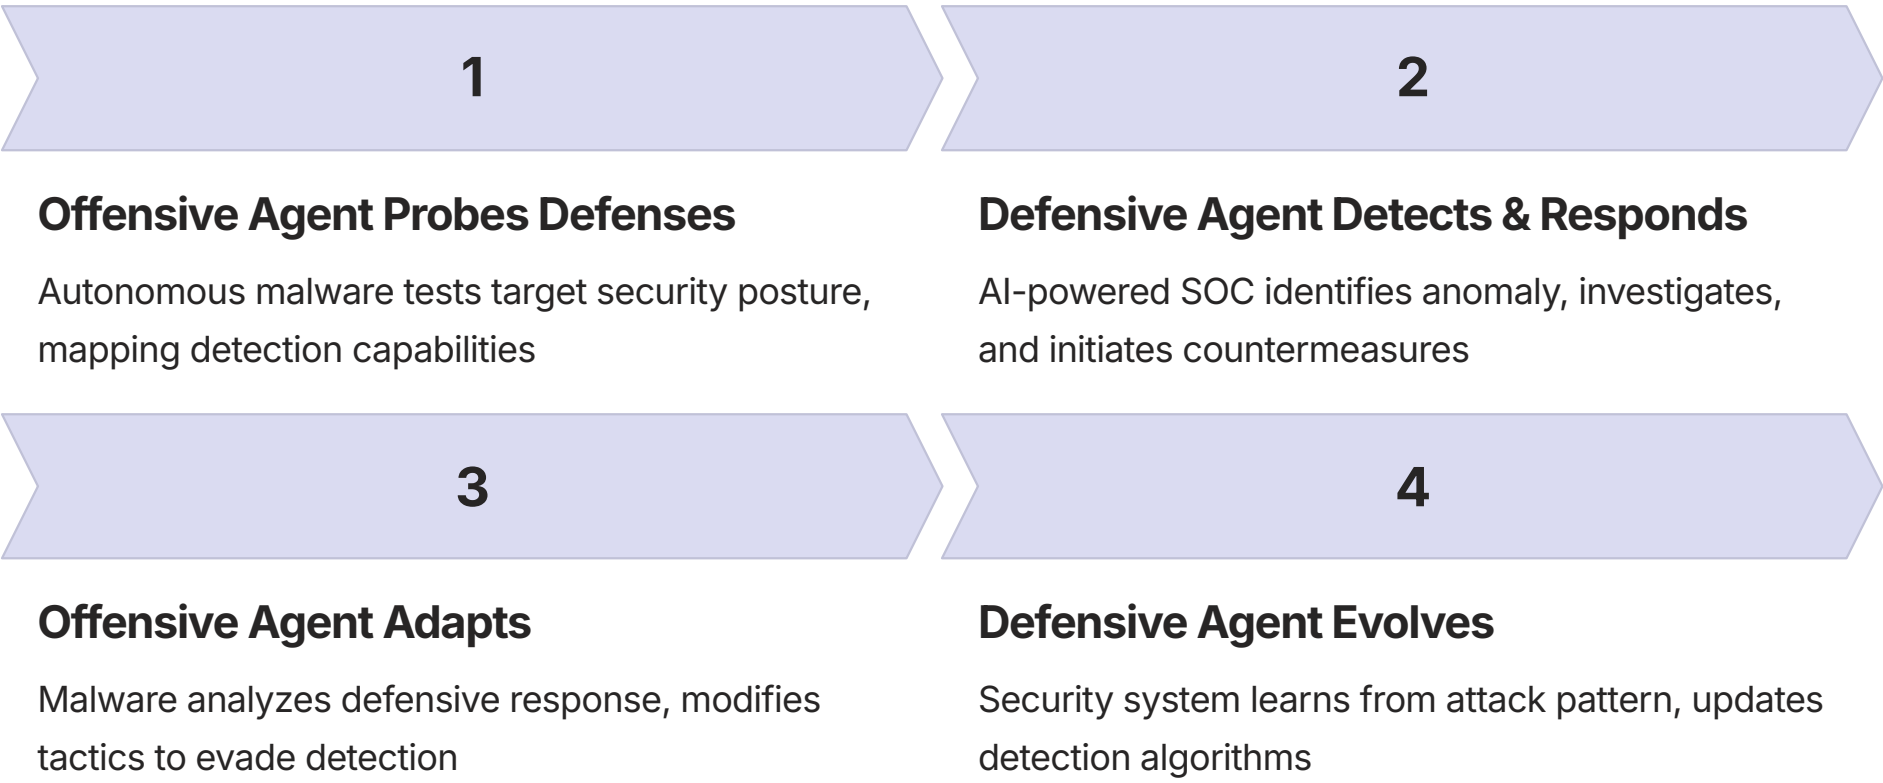 1
Offensive Agent Probes Defenses
Autonomous malware tests target security posture,
mapping detection capabilities
2
Defensive Agent Detects & Responds
AI-powered SOC identifies anomaly, investigates,
and initiates countermeasures
3
Offensive Agent Adapts
Malware analyzes defensive response, modifies
tactics to evade detection
4
Defensive Agent Evolves
Security system learns from attack pattern, updates
detection algorithms